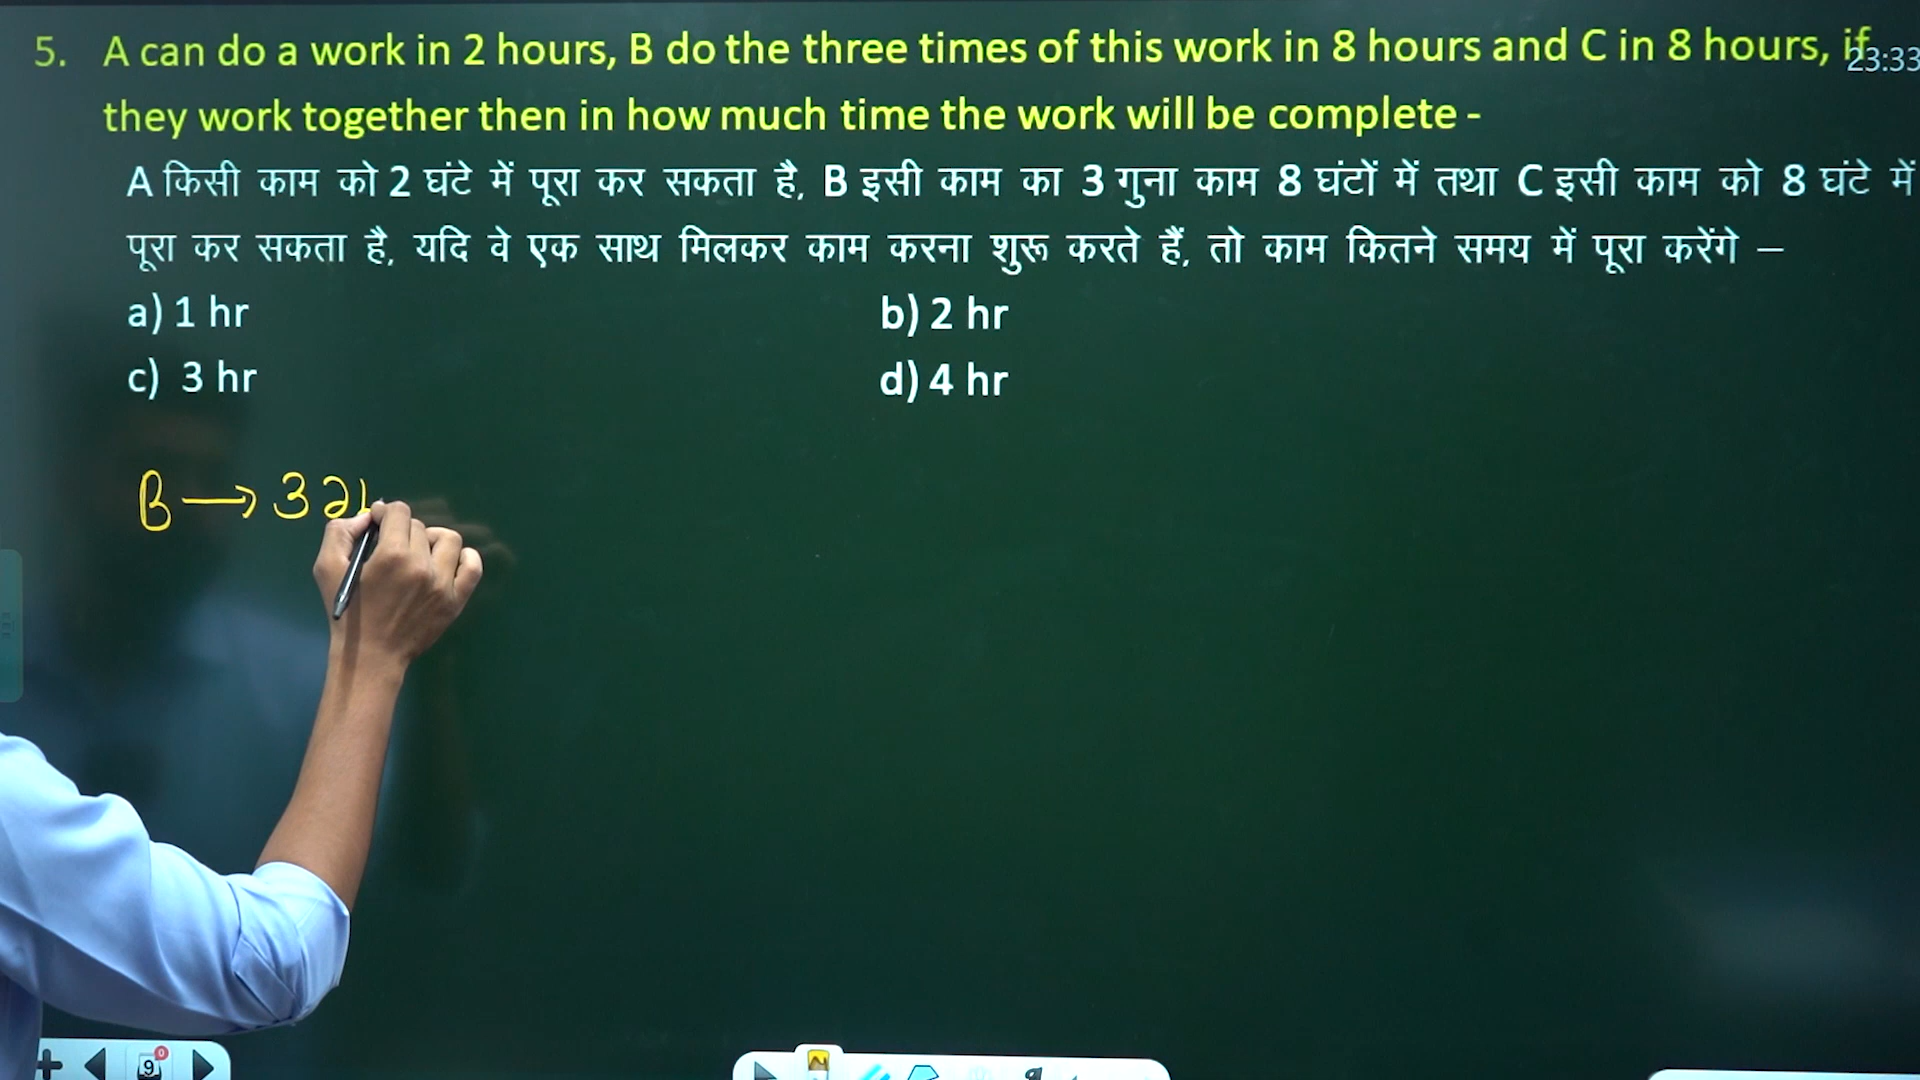 5. A can do a work in 2 hours, B do the three times of this work in 8 hours and C in 8 hours, if
23:33
they work together then in how much time the work will be complete -
A किसी काम को 2 घंटे में पूरा कर सकता है, B इसी काम का 3 गुना काम 8 घंटों में तथा C इसी काम को 8 घंटे में
पूरा कर सकता है, यदि वे एक साथ मिलकर काम करना शुरू करते हैं, तो काम कितने समय में पूरा करेंगे –
a) 1 hr b) 2 hr
c) 3 hr d) 4 hr
B → 3
9 0